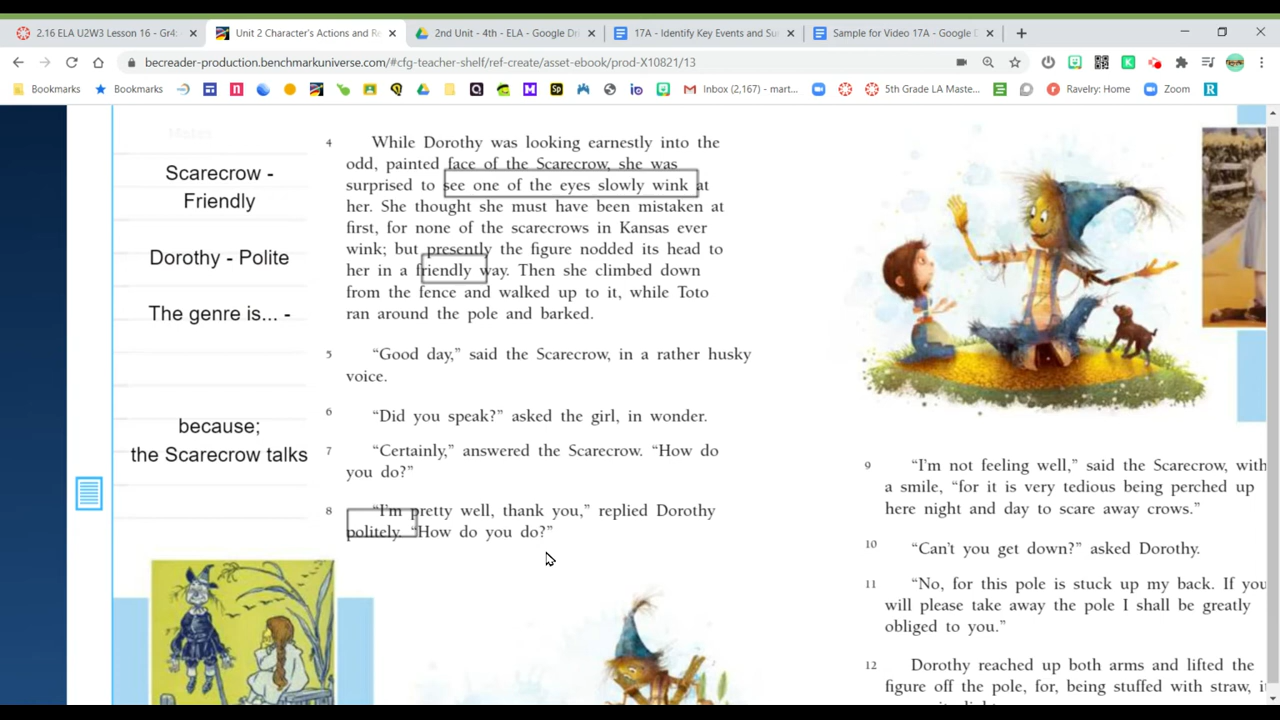 2.16 ELA U2W3 Lesson 16 - Gr4:
Unit 2 Character's Actions and Re
2nd Unit - 4th - ELA - Google Dr
17A - Identify Key Events and Su
Sample for Video 17A - Google D
becreader-production.benchmarkuniverse.com/#cfg-teacher-shelf/ref-create/asset-ebook/prod-X10821/13
Bookmarks
Bookmarks
Inbox (2,167) - mart...
5th Grade LA Maste...
Ravelry: Home
Zoom
Notes
Scarecrow -
Friendly
Dorothy - Polite
The genre is... -
because;
the Scarecrow talks
4 While Dorothy was looking earnestly into the
odd, painted face of the Scarecrow, she was
surprised to see one of the eyes slowly wink at
her. She thought she must have been mistaken at
first, for none of the scarecrows in Kansas ever
wink; but presently the figure nodded its head to
her in a friendly way. Then she climbed down
from the fence and walked up to it, while Toto
ran around the pole and barked.
5 “Good day,” said the Scarecrow, in a rather husky
voice.
6 “Did you speak?” asked the girl, in wonder.
7 “Certainly,” answered the Scarecrow. “How do
you do?”
8 “I’m pretty well, thank you,” replied Dorothy
politely. “How do you do?”
9 “I’m not feeling well,” said the Scarecrow, with
a smile, “for it is very tedious being perched up
here night and day to scare away crows.”
10 “Can’t you get down?” asked Dorothy.
11 “No, for this pole is stuck up my back. If you
will please take away the pole I shall be greatly
obliged to you.”
12 Dorothy reached up both arms and lifted the
figure off the pole, for, being stuffed with straw, i